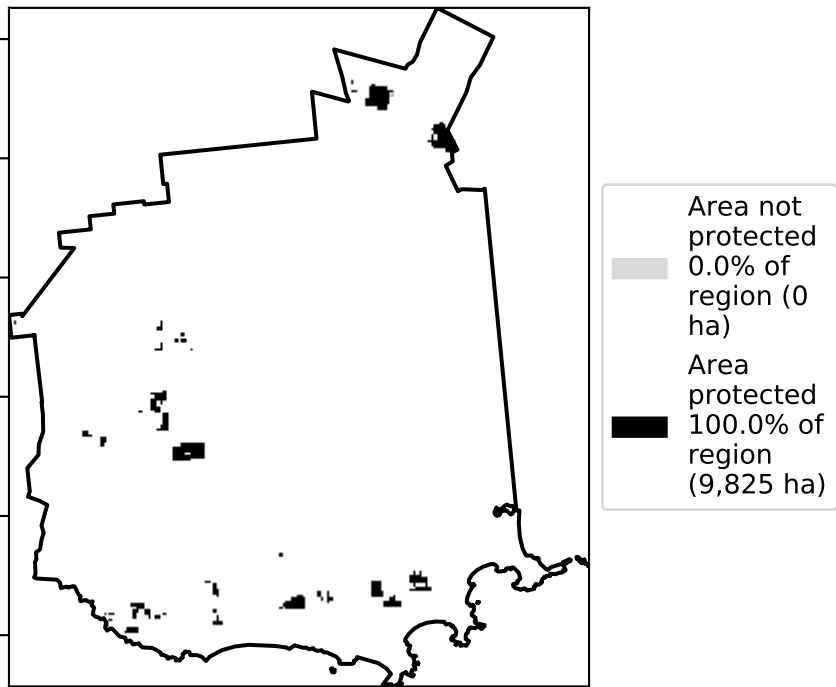 Area not
protected
0.0% of
region (0
ha)
Area
protected
100.0% of
region
(9,825 ha)